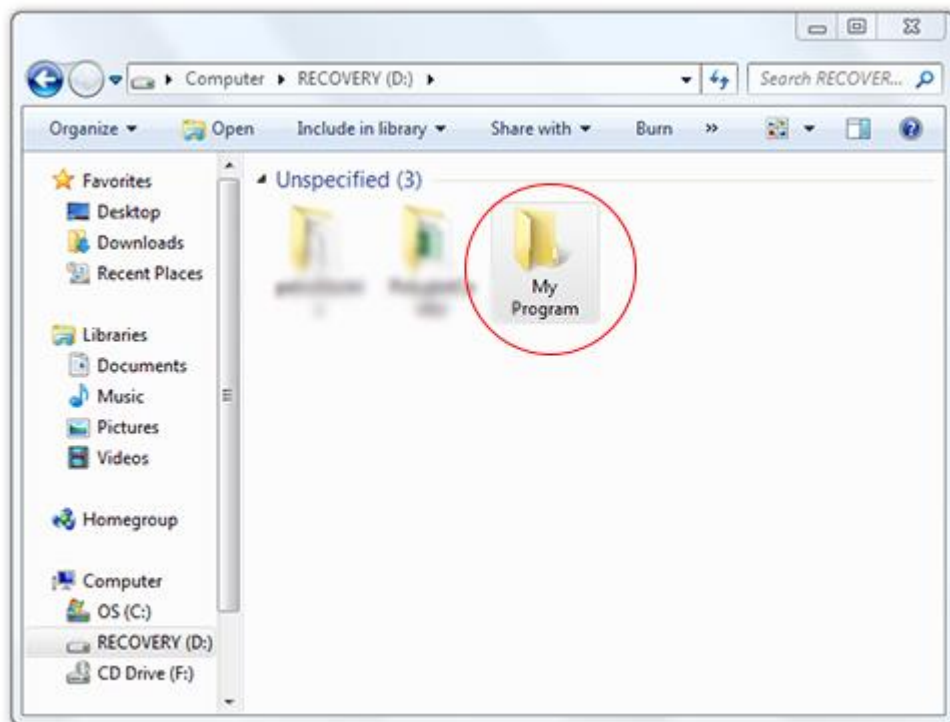 Computer RECOVERY (D:)
Search RECOVER...
Organize Open Include in library Share with Burn »
Favorites
Desktop
Downloads
Recent Places
Libraries
Documents
Music
Pictures
Videos
Homegroup
Computer
OS (C:)
RECOVERY (D:)
CD Drive (F:)
Unspecified (3)
My
Program